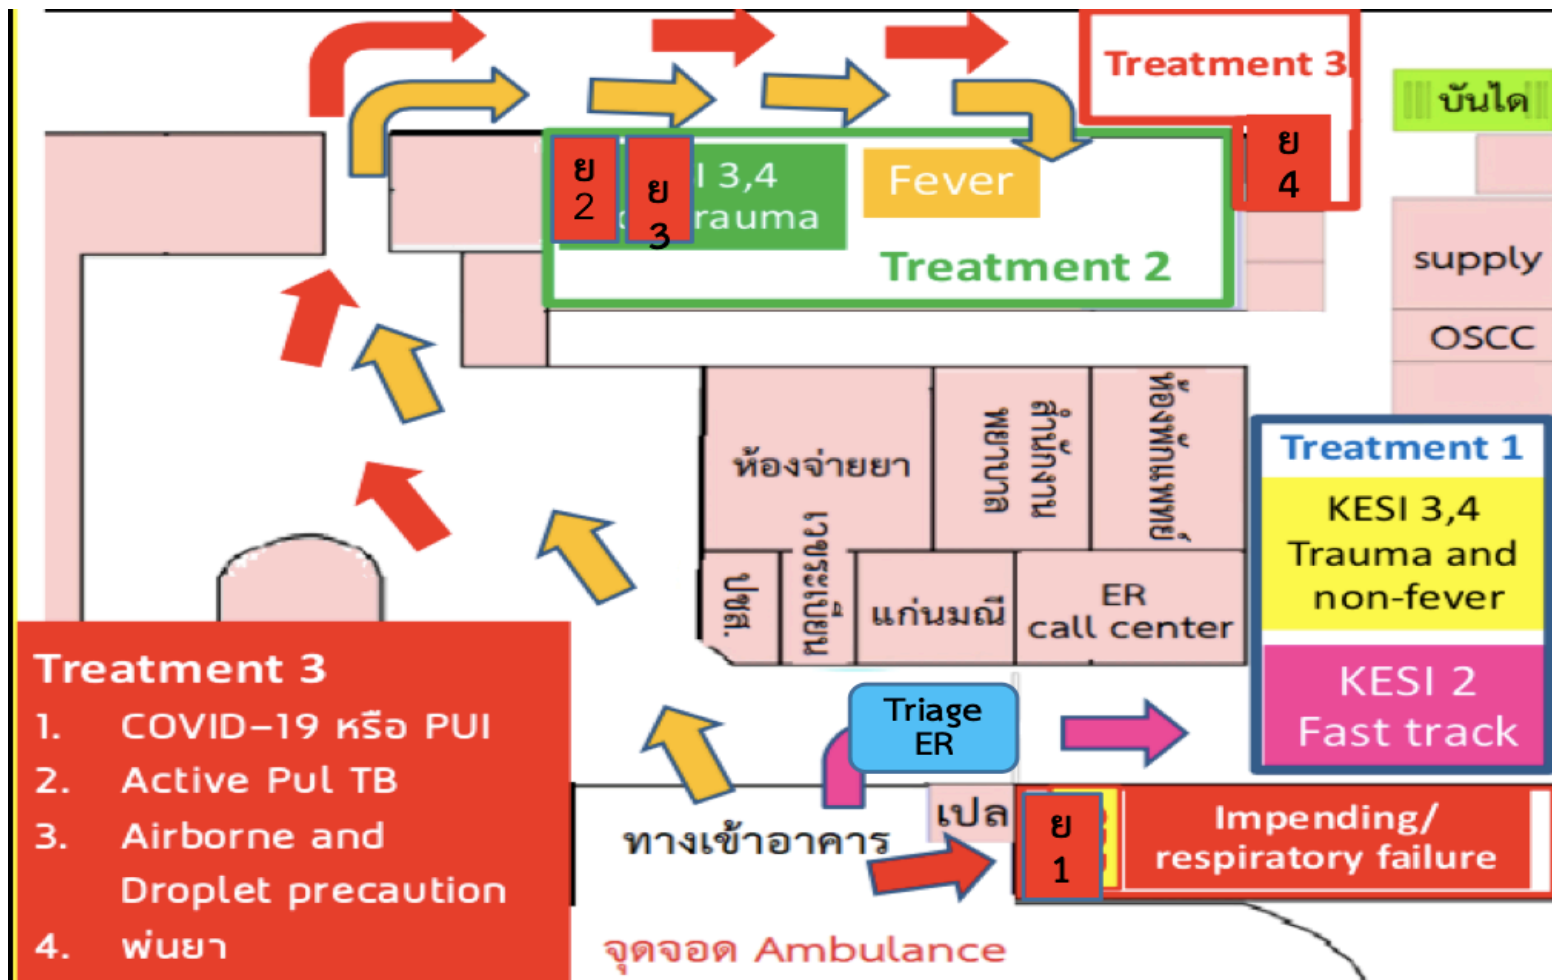 Treatment 3
บันได
ย
4
ย
2
ย
3
I 3,4
rauma
Fever
Treatment 2
supply
OSCC
ห้องจ่ายยา
สำนักงาน
พยาบาล
ห้องพักแพทย์
Treatment 1
KESI 3,4
Trauma and
non-fever
KESI 2
Fast track
ปชส.
เวชระเบียน
แก่นมณี
ER
call center
Triage
ER
ทางเข้าอาคาร
เปล
ย
1
Impending/
respiratory failure
จุดจอด Ambulance
Treatment 3
1. COVID-19 หรือ PUI
2. Active Pul TB
3. Airborne and
Droplet precaution
4. พ่นยา